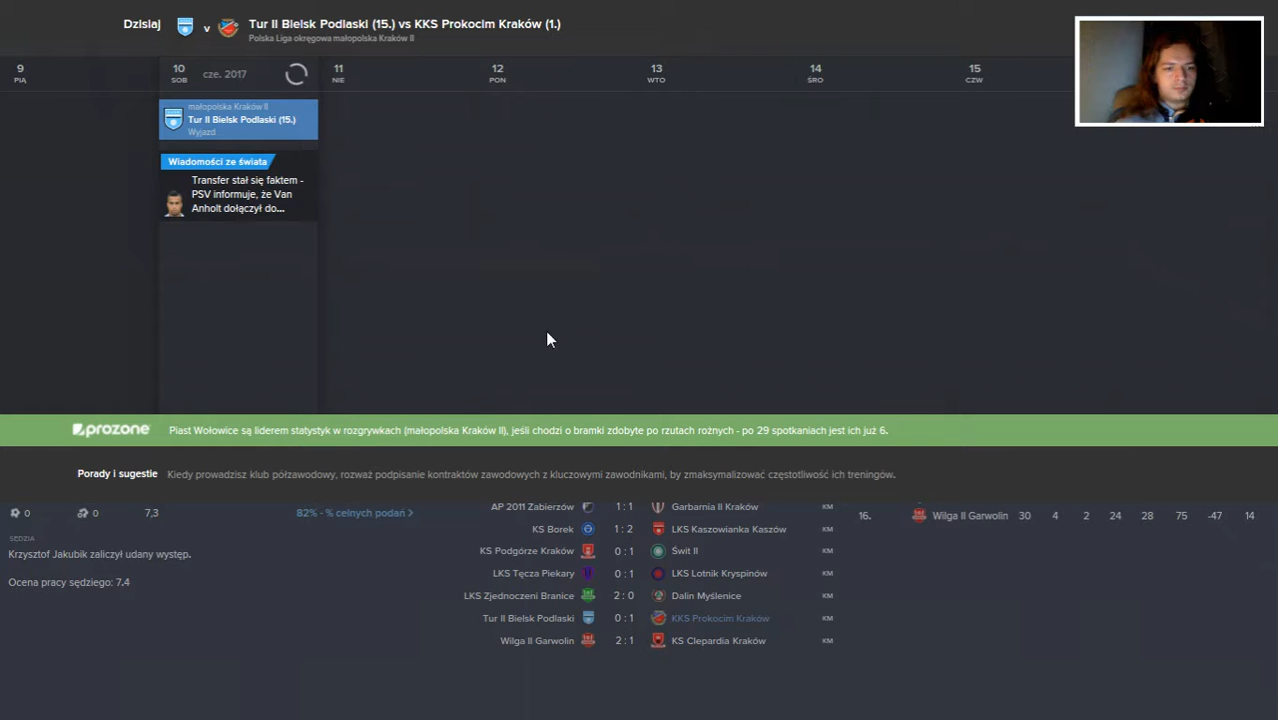 Dzisiaj
v
Tur II Bielsk Podlaski (15.) vs KKS Prokocim Kraków (1.)
Polska Liga okręgowa małopolska Kraków II
9
PIĄ
10
SOB
cze. 2017
11
NIE
12
PON
13
WTO
14
ŚRO
15
CZW
małopolska Kraków II
Tur II Bielsk Podlaski (15.)
Wyjazd
Wiadomości ze świata
Transfer stał się faktem -
PSV informuje, że Van
Anholt dołączył do...
prozone
Piast Wołowice są liderem statystyk w rozgrywkach (małopolska Kraków II), jeśli chodzi o bramki zdobyte po rzutach rożnych - po 29 spotkaniach jest ich już 6.
Porady i sugestie
Kiedy prowadzisz klub półzawodowy, rozważ podpisanie kontraktów zawodowych z kluczowymi zawodnikami, by zmaksymalizować częstotliwość ich treningów.
0 0 7,3 82% - % celnych podań >
SĘDZIA
Krzysztof Jakubik zaliczył udany występ.
Ocena pracy sędziego: 7.4
AP 2011 Zabierzów 1 : 1 Garbarnia II Kraków KM
KS Borek 1 : 2 LKS Kaszowianka Kaszów KM
KS Podgórze Kraków 0 : 1 Świt II KM
LKS Tęcza Piekary 0 : 1 LKS Lotnik Kryspinów KM
LKS Zjednoczeni Branice 2 : 0 Dalin Myślenice KM
Tur II Bielsk Podlaski 0 : 1 KKS Prokocim Kraków KM
Wilga II Garwolin 2 : 1 KS Clepardia Kraków KM
16. Wilga II Garwolin 30 4 2 24 28 75 -47 14